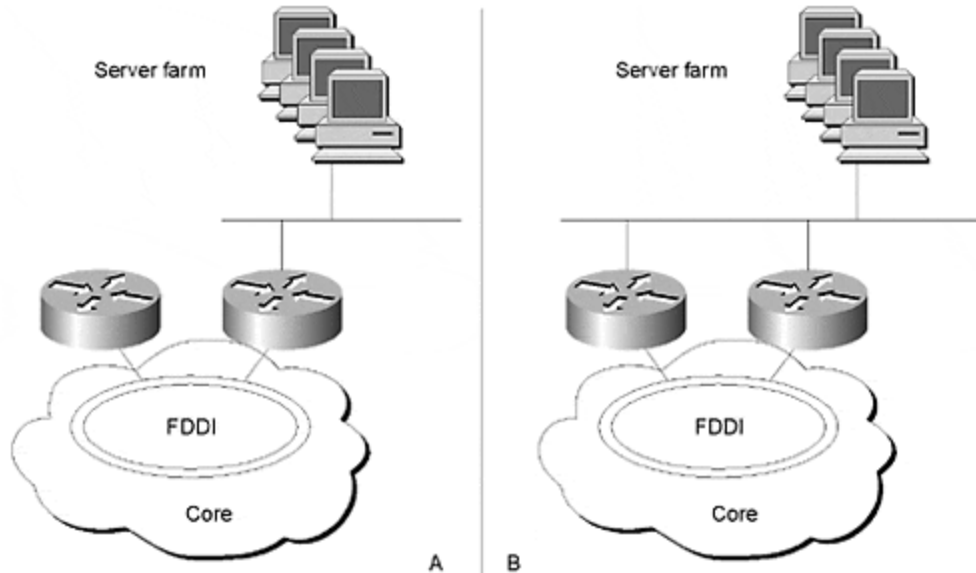 Server farm
FDDI
Core
A
Server farm
FDDI
Core
B